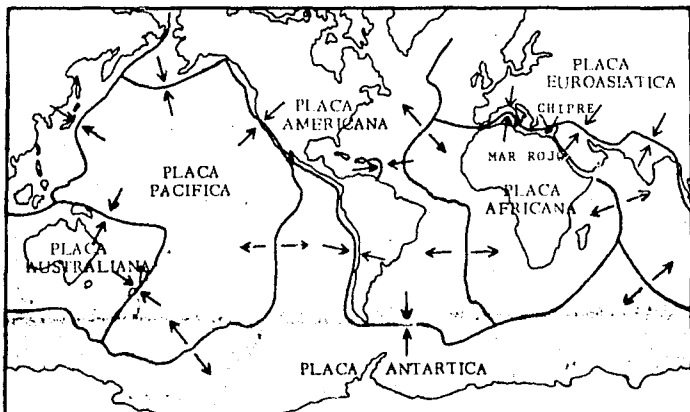 PLACA
EUROASIATICA
PLACA
AMERICANA
CHIPRE
PLACA
PACIFICA
MAR ROJO
PLACA
AFRICANA
PLACA
AUSTRALIANA
PLACA ANTARTICA